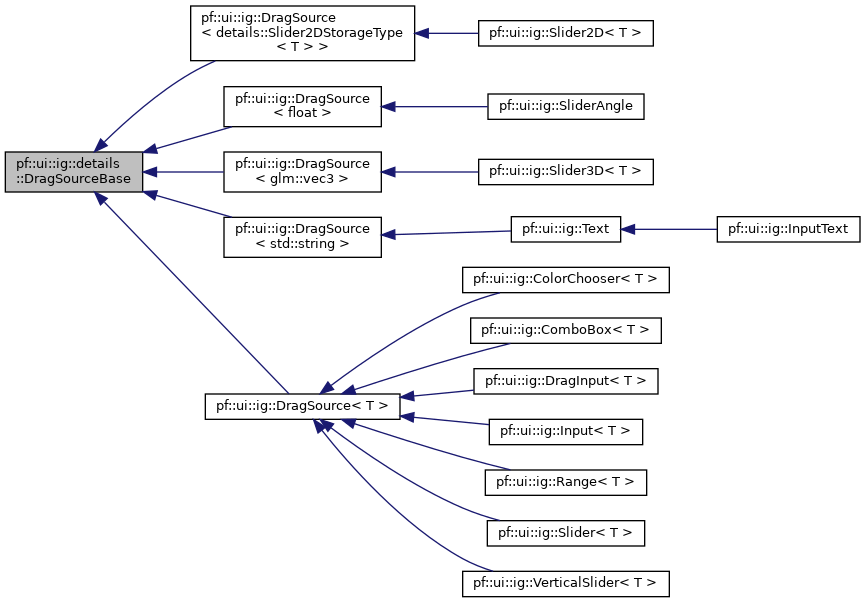 pf::ui::ig::DragSource
< details::Slider2DStorageType
< T > >
pf::ui::ig::Slider2D< T >
pf::ui::ig::DragSource
< float >
pf::ui::ig::SliderAngle
pf::ui::ig::details
::DragSourceBase
pf::ui::ig::DragSource
< glm::vec3 >
pf::ui::ig::Slider3D< T >
pf::ui::ig::DragSource
< std::string >
pf::ui::ig::Text
pf::ui::ig::InputText
pf::ui::ig::ColorChooser< T >
pf::ui::ig::ComboBox< T >
pf::ui::ig::DragInput< T >
pf::ui::ig::DragSource< T >
pf::ui::ig::Input< T >
pf::ui::ig::Range< T >
pf::ui::ig::Slider< T >
pf::ui::ig::VerticalSlider< T >